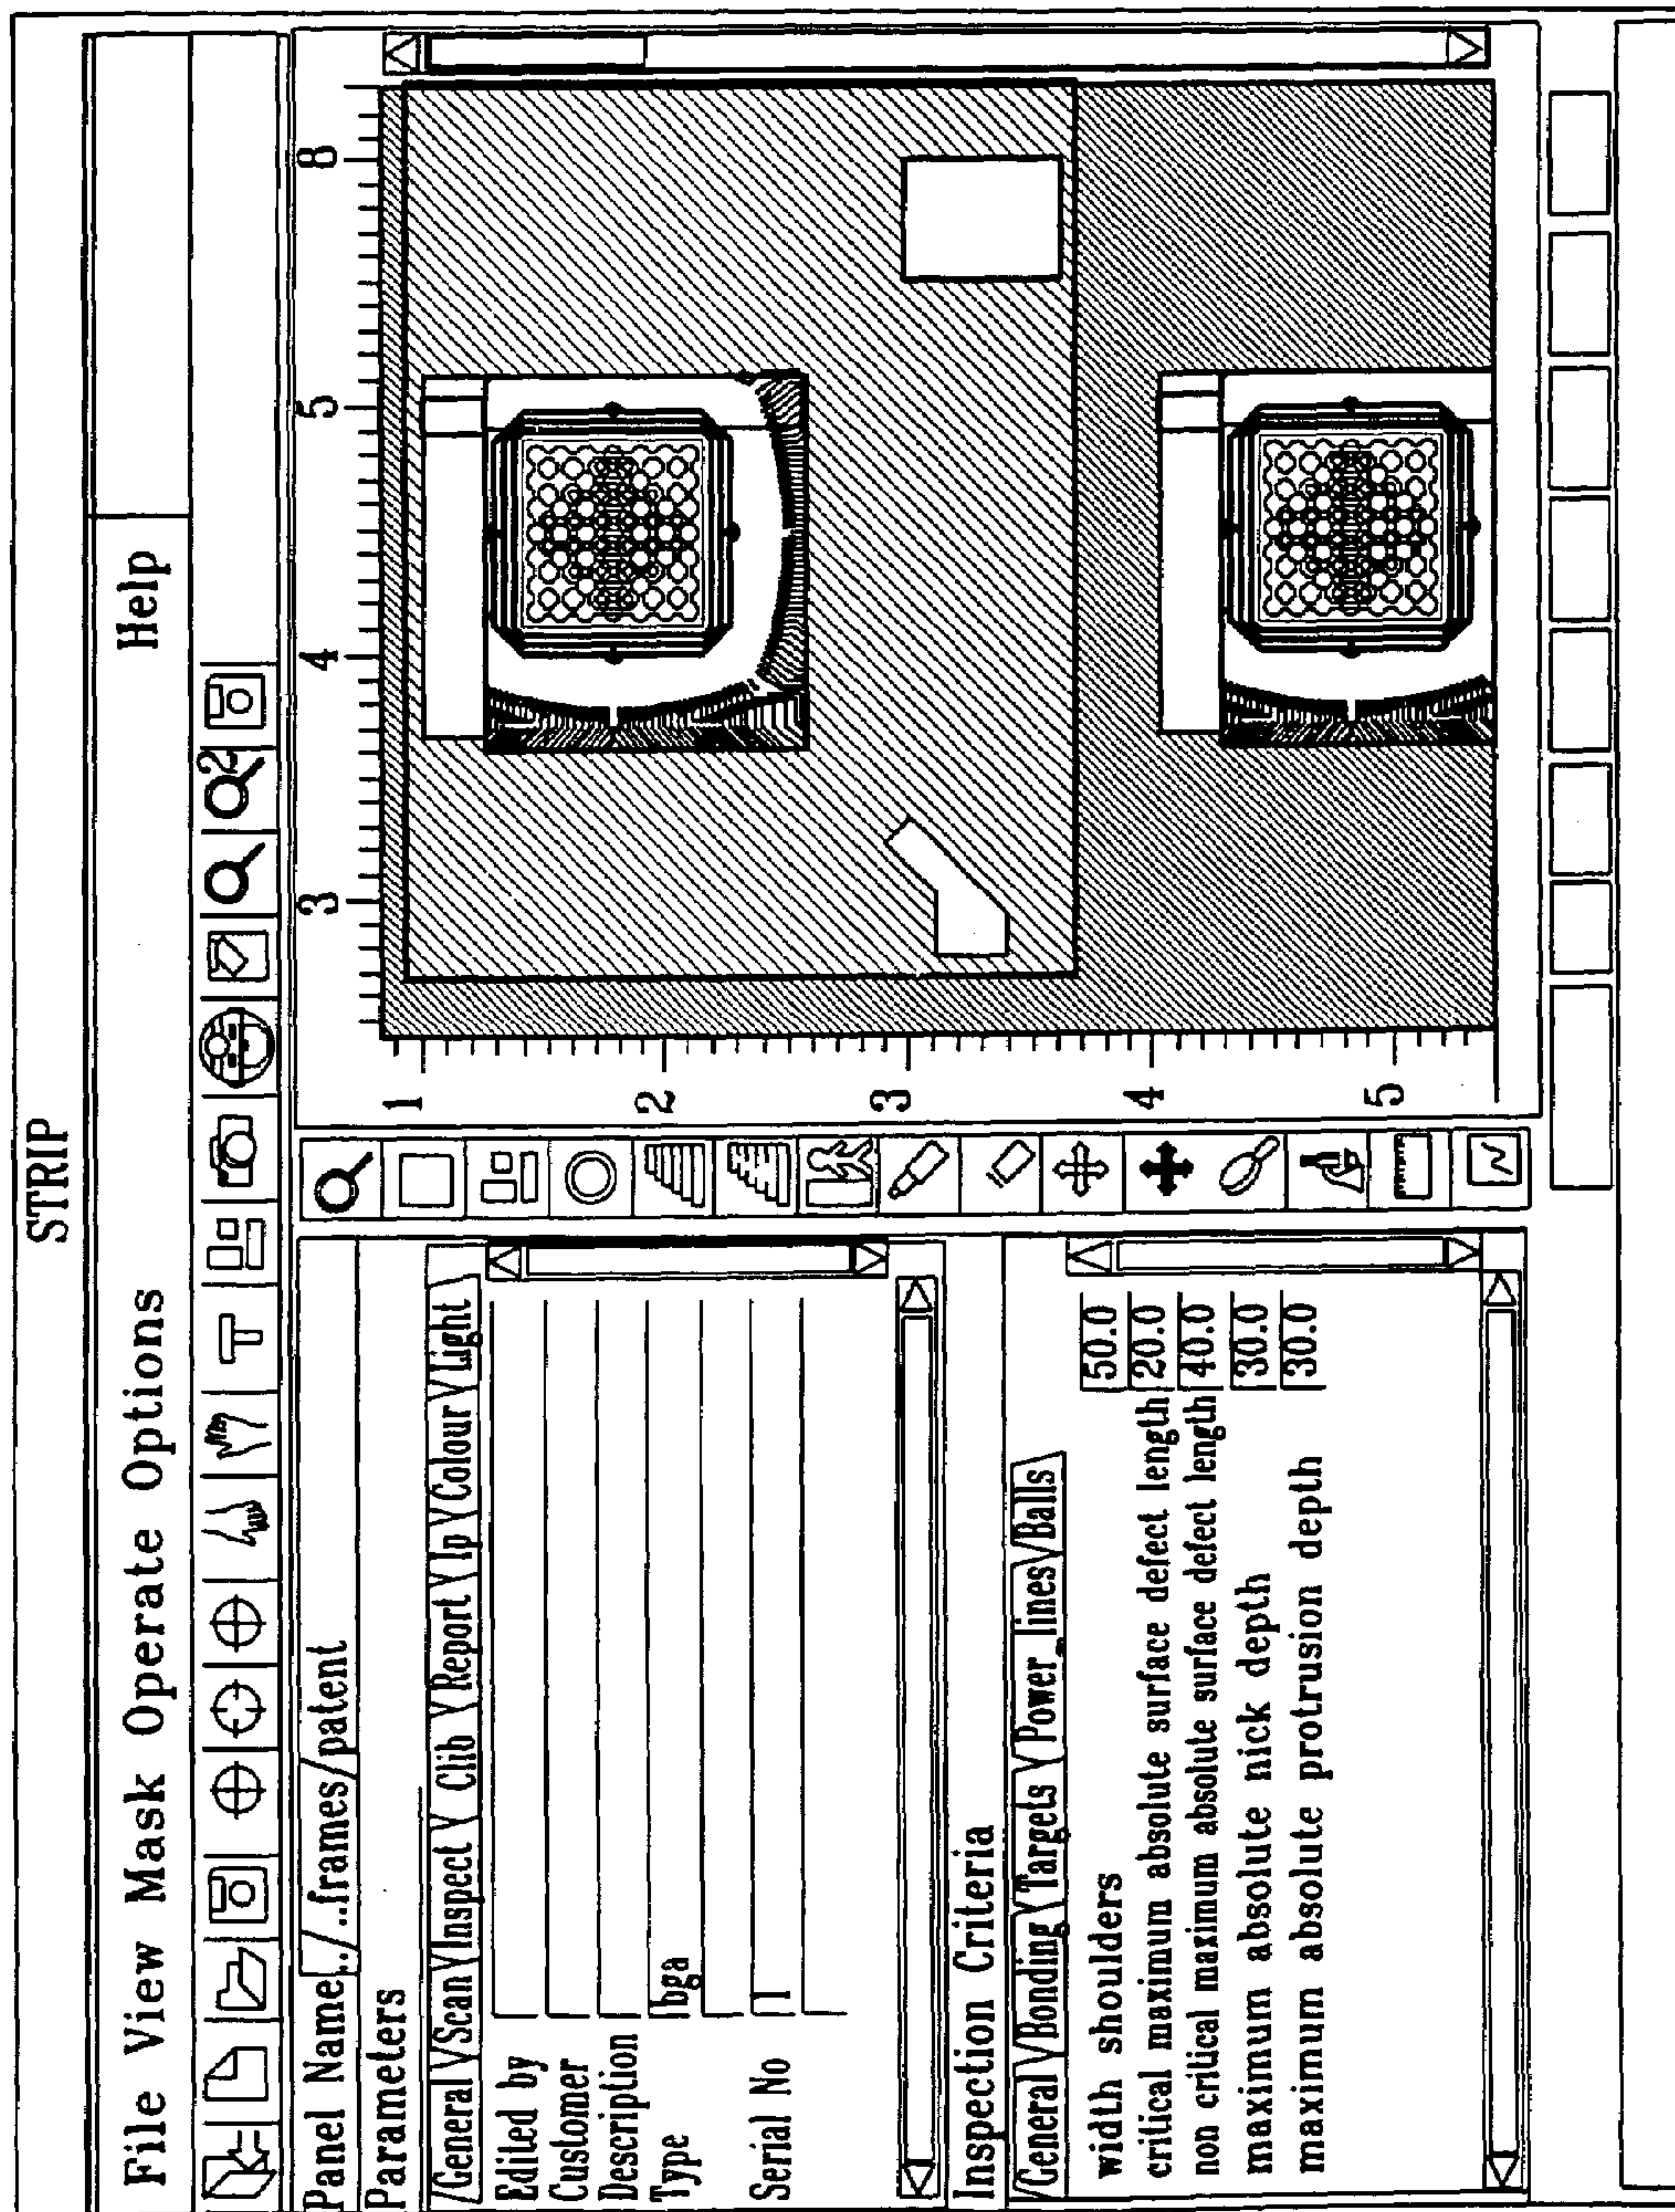 STRIP
File View Mask Operate Options Help
2
Panel Name ../..frames/patent
Parameters
General Scan Inspect Clib Report Ip Colour Light
Edited by
Customer
Description
Type bga
Serial No 1
Inspection Criteria
General Bonding Targets Power_lines Balls
width shoulders 50.0
critical maximum absolute surface defect length 20.0
non critical maximum absolute surface defect length 40.0
maximum absolute nick depth 30.0
maximum absolute protrusion depth 30.0
3 4 5 8
1
2
3
4
5